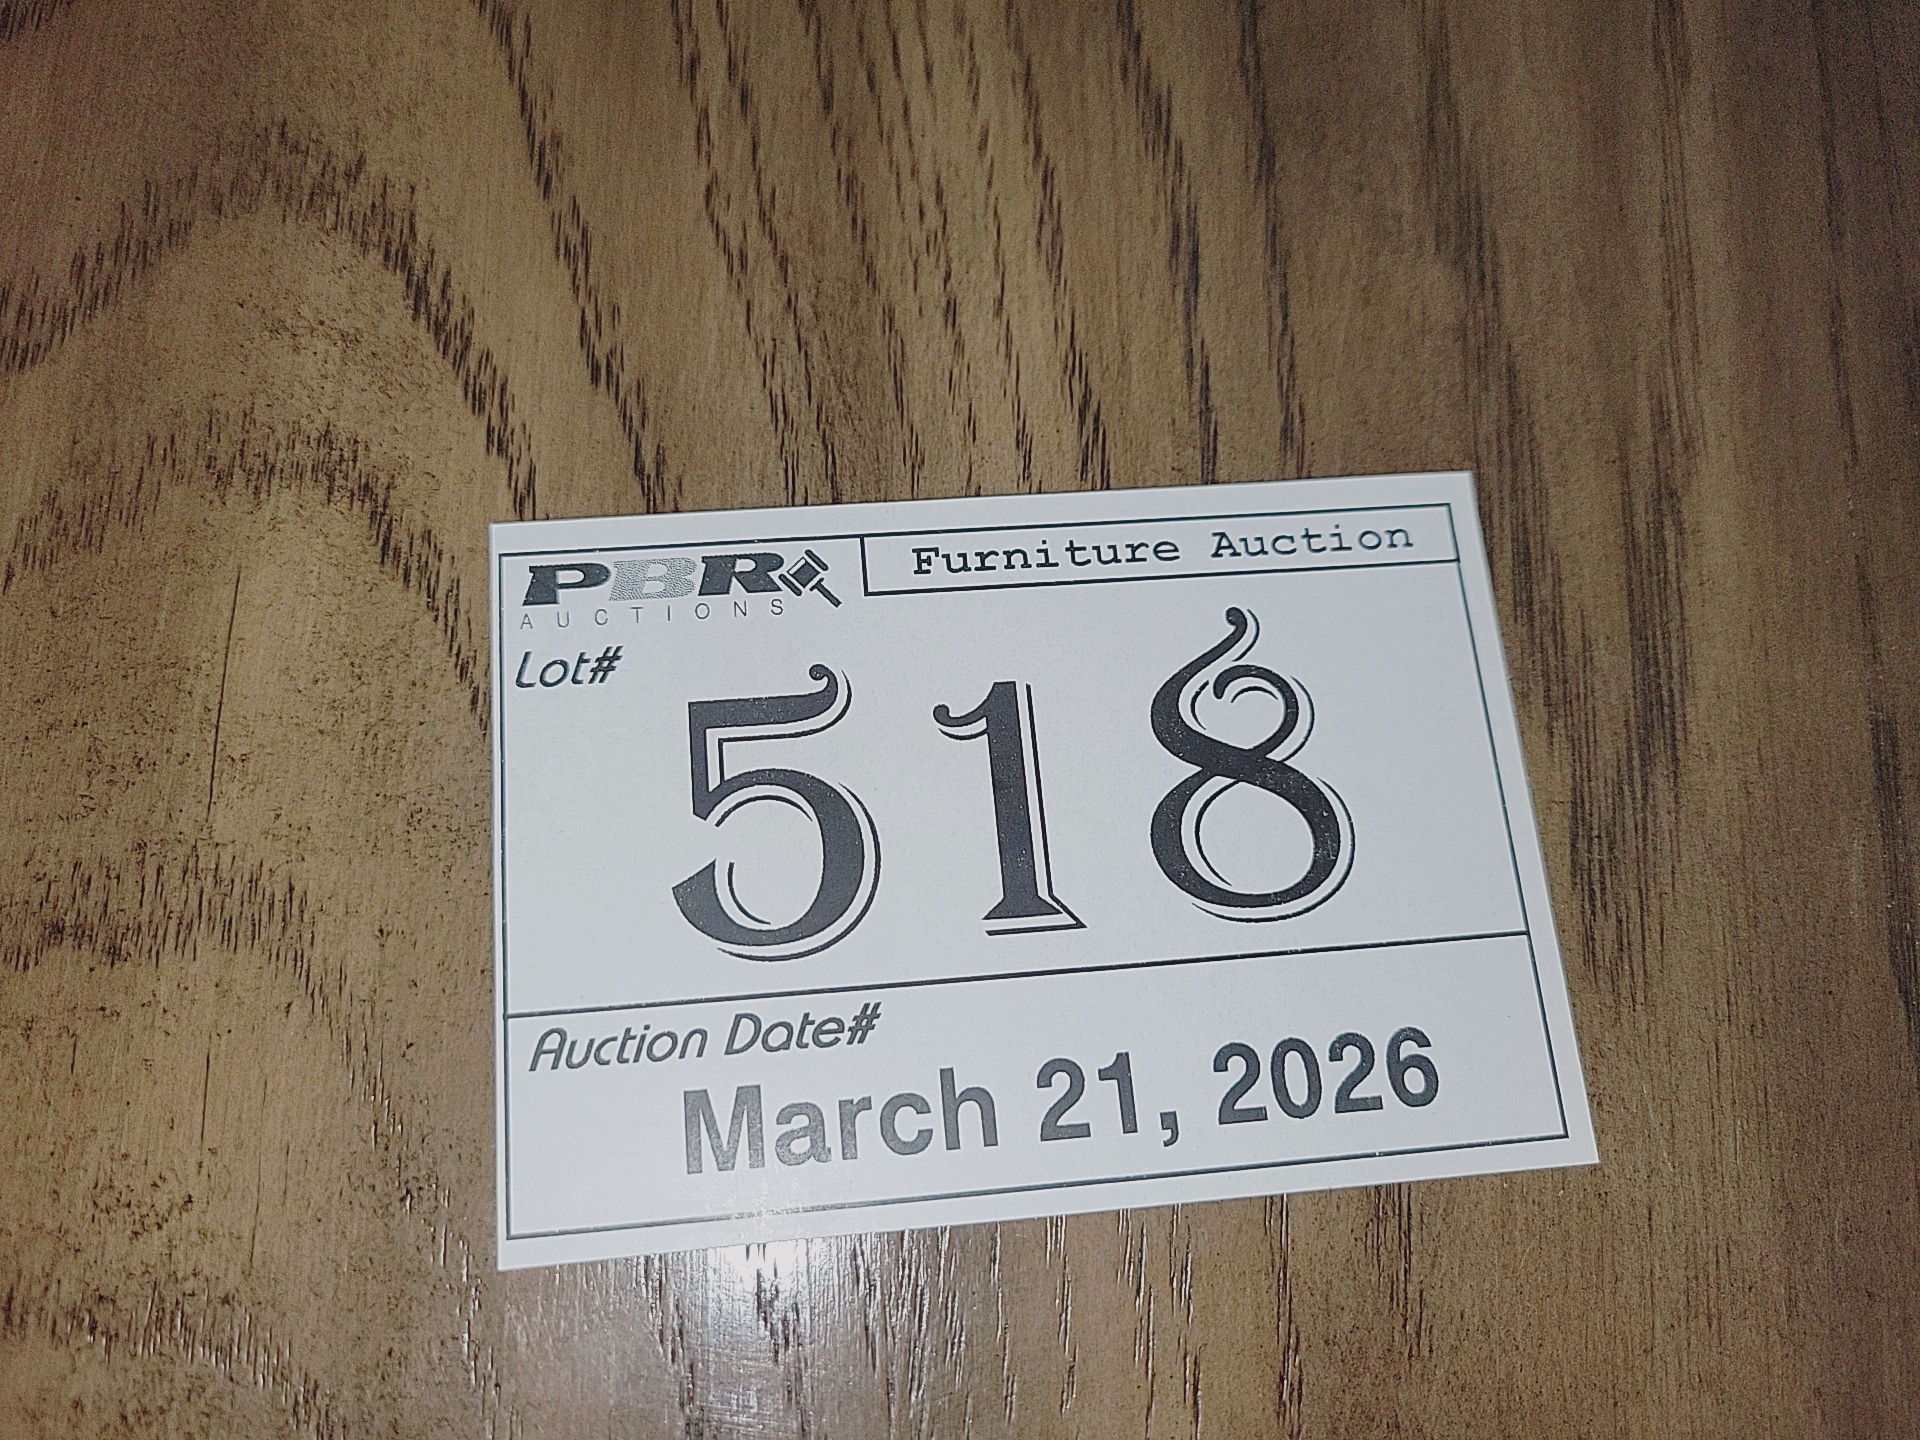 PBR
AUCTIONS
Furniture Auction
Lot#
518
Auction Date#
March 21, 2026